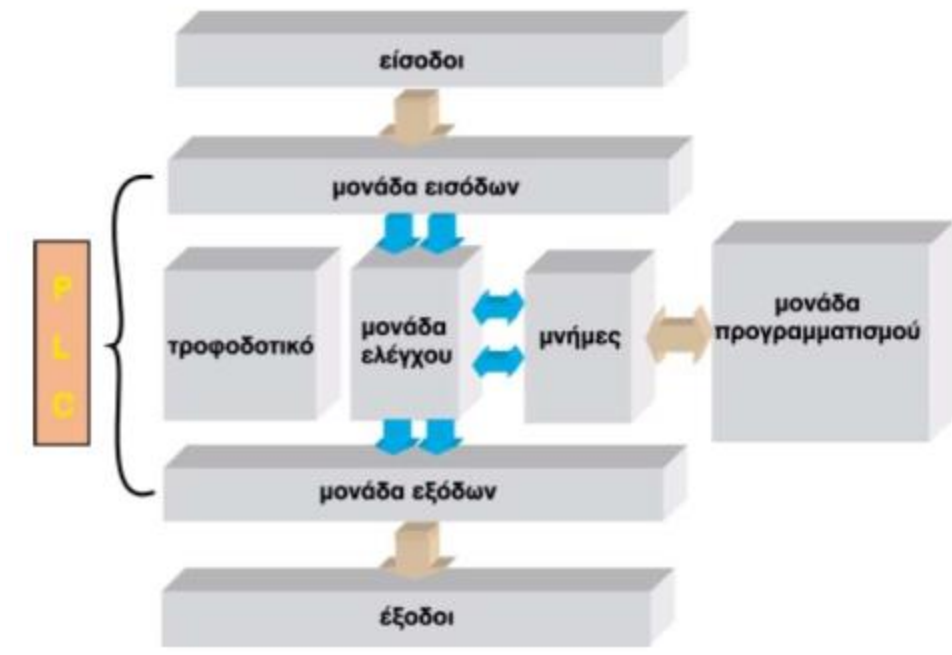 είσοδοι
μονάδα εισόδων
P
L
C
τροφοδοτικό
μονάδα
ελέγχου
μνήμες
μονάδα
προγραμματισμού
μονάδα εξόδων
έξοδοι